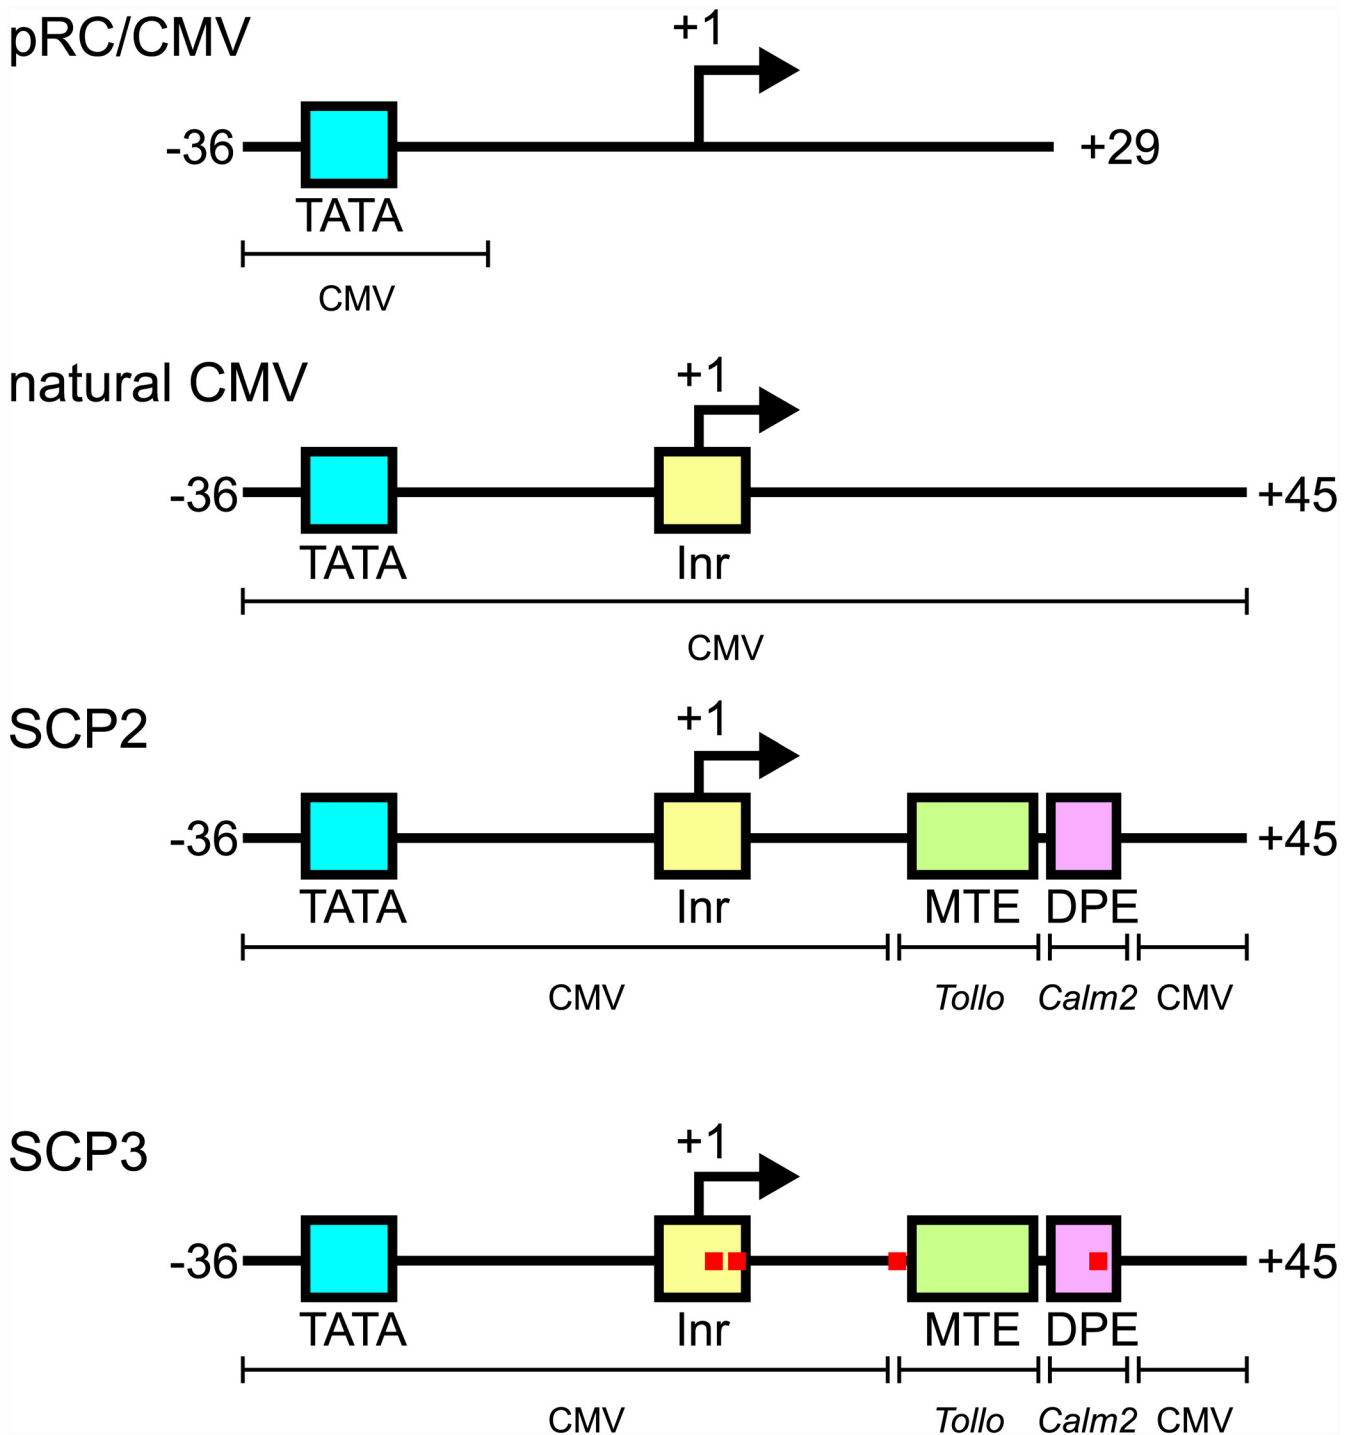 pRC/CMV
+1
-36
+29
TATA
CMV
natural CMV
+1
-36
+45
TATA
Inr
CMV
SCP2
+1
-36
+45
TATA
Inr
MTE
DPE
CMV
Tollo
Calm2
CMV
SCP3
+1
-36
+45
TATA
Inr
MTE
DPE
CMV
Tollo
Calm2
CMV